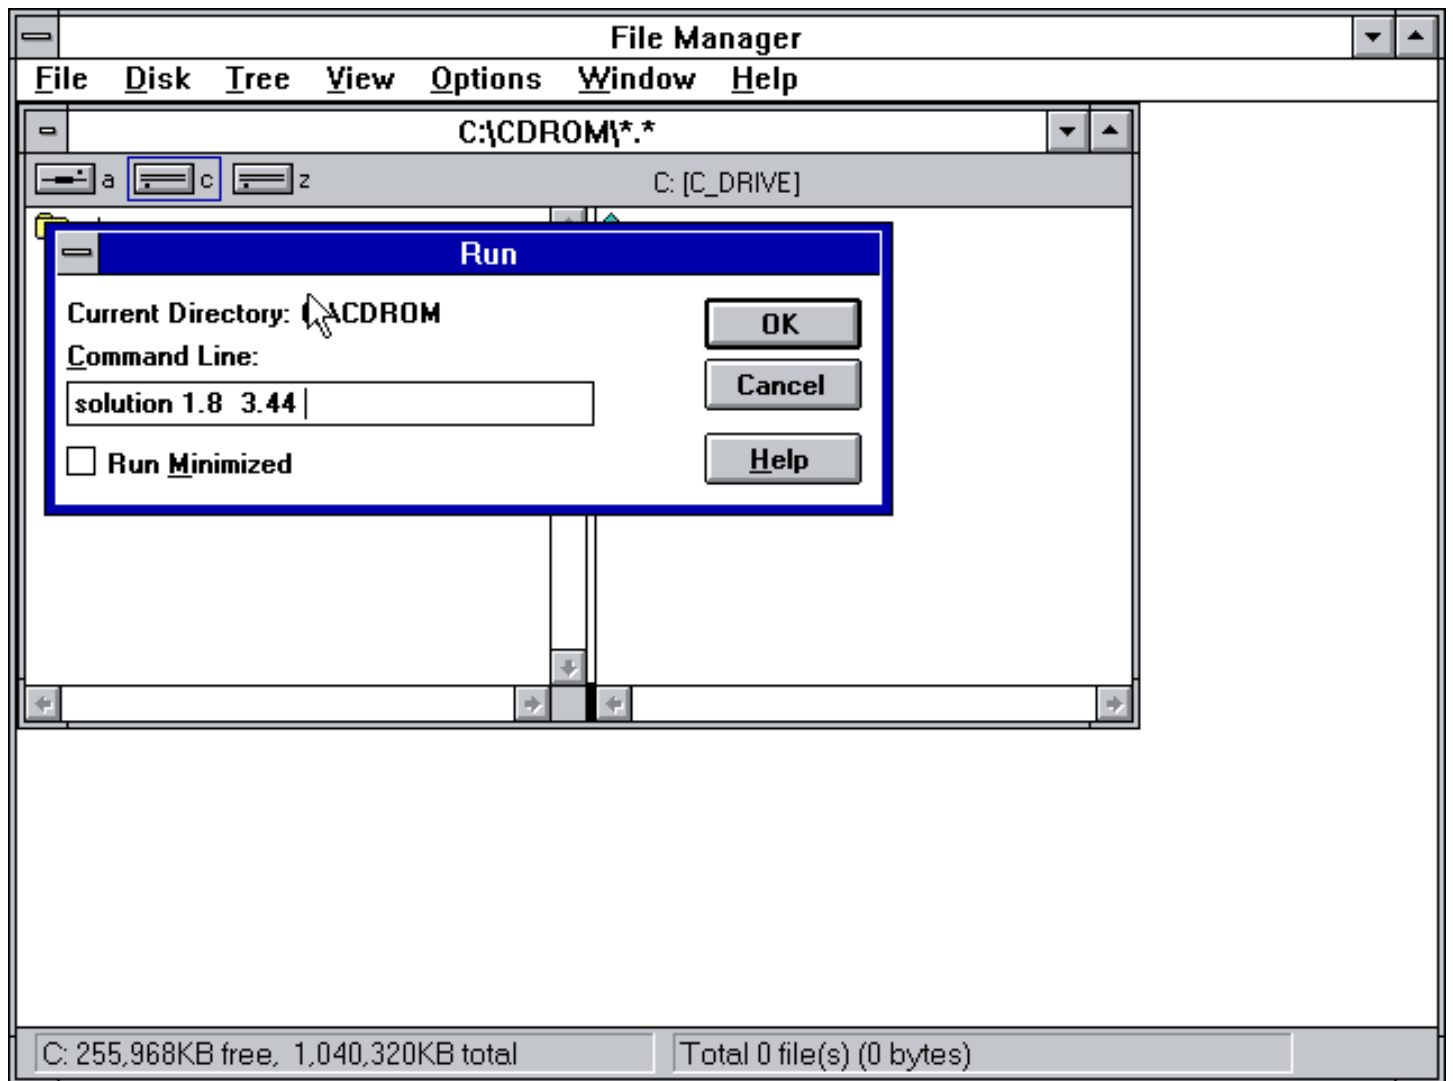 File Manager
File Disk Tree View Options Window Help
C:\CDROM\*.*
a c z C: [C_DRIVE]
Run
Current Directory: \CDROM
OK
Command Line:
Cancel
solution 1.8  3.44
Run Minimized
Help
C: 255,968KB free,  1,040,320KB total Total 0 file(s) (0 bytes)